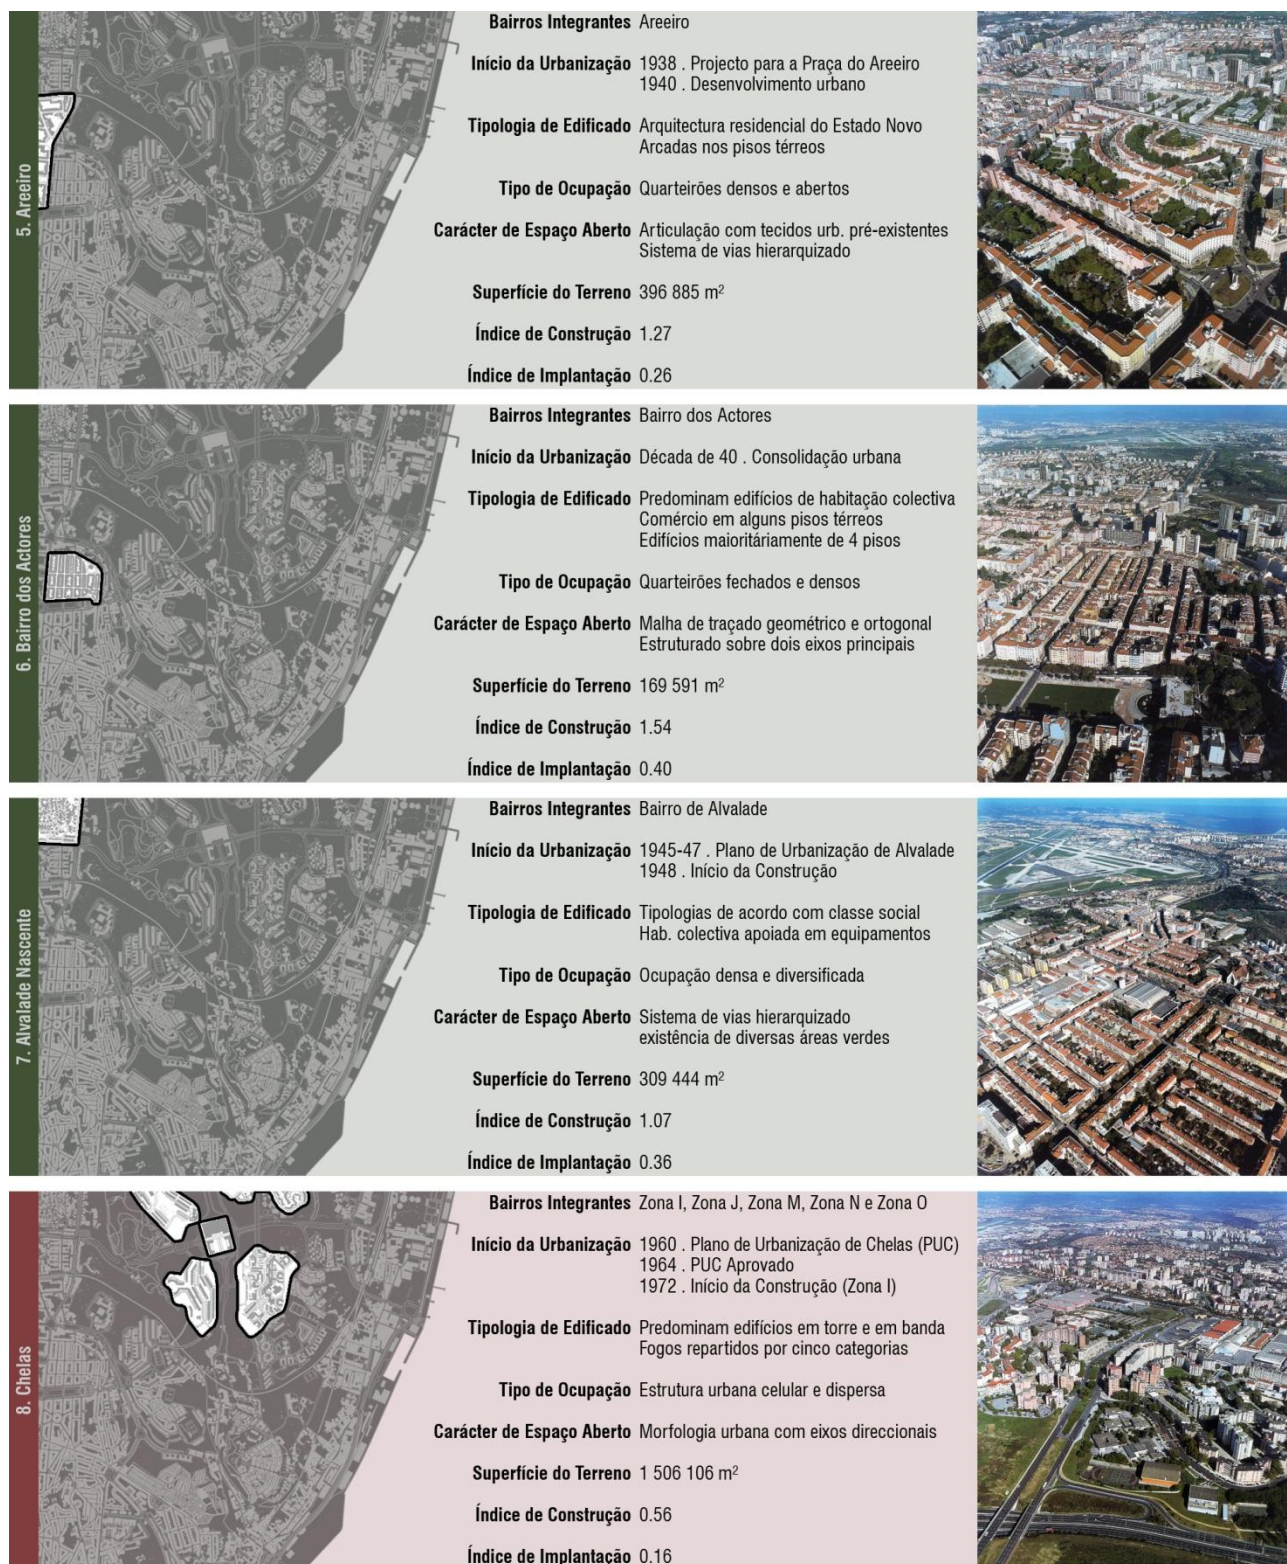 5. Areeiro
Bairros Integrantes Areeiro
Início da Urbanização 1938 . Projecto para a Praça do Areeiro
1940 . Desenvolvimento urbano
Tipologia de Edificado Arquitectura residencial do Estado Novo
Arcadas nos pisos térreos
Tipo de Ocupação Quarteirões densos e abertos
Carácter de Espaço Aberto Articulação com tecidos urb. pré-existentes
Sistema de vias hierarquizado
Superfície do Terreno 396 885 m²
Índice de Construção 1.27
Índice de Implantação 0.26
6. Bairro dos Actores
Bairros Integrantes Bairro dos Actores
Início da Urbanização Década de 40 . Consolidação urbana
Tipologia de Edificado Predominam edifícios de habitação colectiva
Comércio em alguns pisos térreos
Edifícios maioritáriamente de 4 pisos
Tipo de Ocupação Quarteirões fechados e densos
Carácter de Espaço Aberto Malha de traçado geométrico e ortogonal
Estruturado sobre dois eixos principais
Superfície do Terreno 169 591 m²
Índice de Construção 1.54
Índice de Implantação 0.40
7. Alvalade Nascente
Bairros Integrantes Bairro de Alvalade
Início da Urbanização 1945-47 . Plano de Urbanização de Alvalade
1948 . Início da Construção
Tipologia de Edificado Tipologias de acordo com classe social
Hab. colectiva apoiada em equipamentos
Tipo de Ocupação Ocupação densa e diversificada
Carácter de Espaço Aberto Sistema de vias hierarquizado
existência de diversas áreas verdes
Superfície do Terreno 309 444 m²
Índice de Construção 1.07
Índice de Implantação 0.36
8. Chelas
Bairros Integrantes Zona I, Zona J, Zona M, Zona N e Zona O
Início da Urbanização 1960 . Plano de Urbanização de Chelas (PUC)
1964 . PUC Aprovado
1972 . Início da Construção (Zona I)
Tipologia de Edificado Predominam edifícios em torre e em banda
Fogos repartidos por cinco categorias
Tipo de Ocupação Estrutura urbana celular e dispersa
Carácter de Espaço Aberto Morfologia urbana com eixos direccionais
Superfície do Terreno 1 506 106 m²
Índice de Construção 0.56
Índice de Implantação 0.16